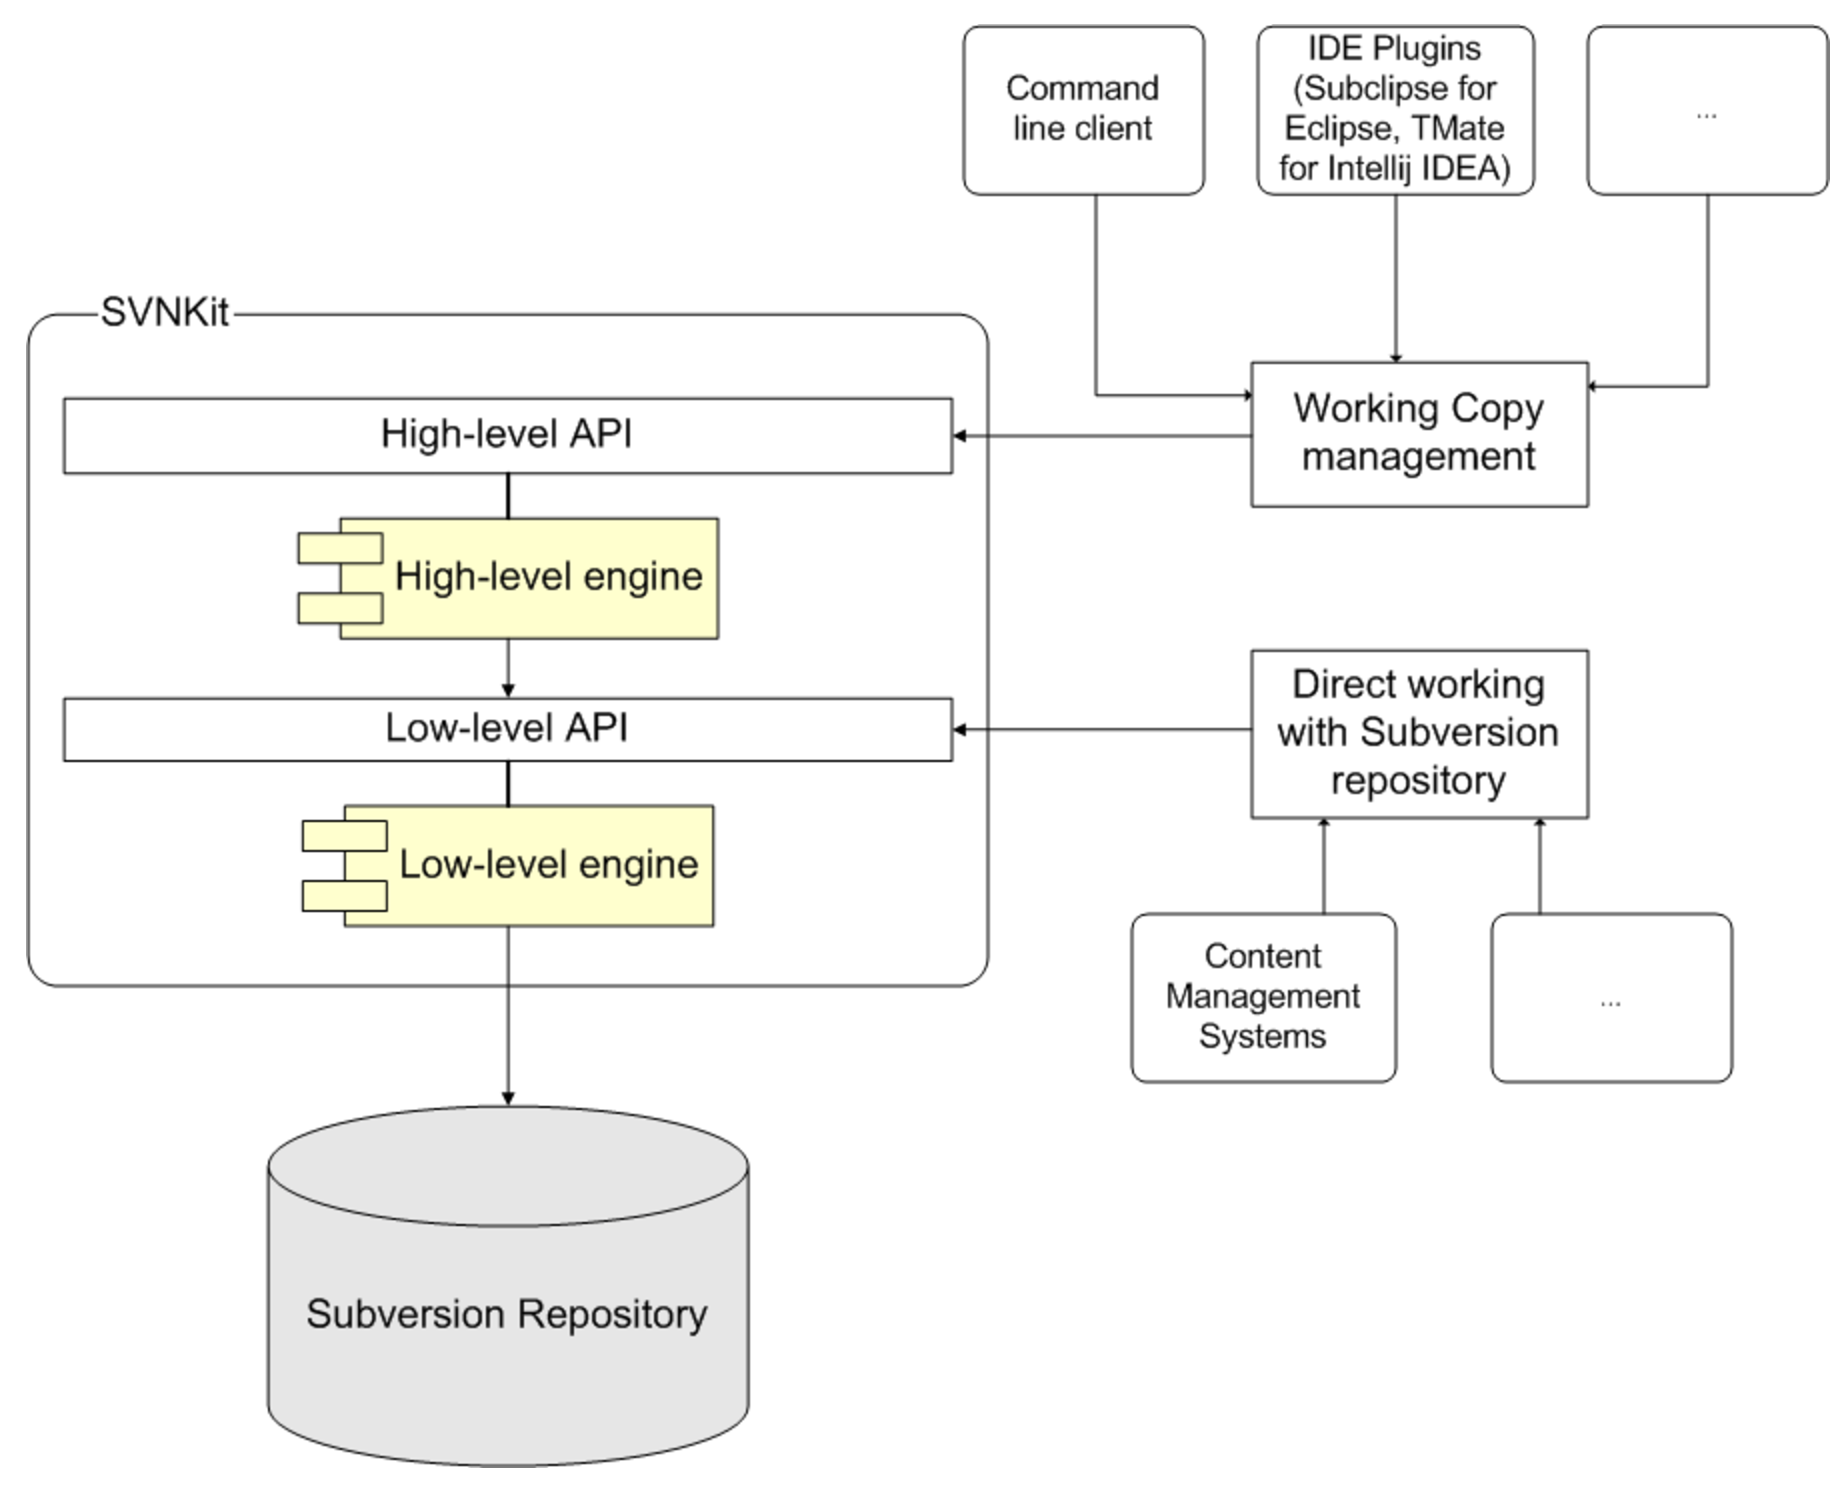 Command
line client
IDE Plugins
(Subclipse for
Eclipse, TMate
for Intellij IDEA)
...
SVNKit
High-level API
Working Copy
management
High-level engine
Low-level API
Direct working
with Subversion
repository
Low-level engine
Content
Management
Systems
...
Subversion Repository